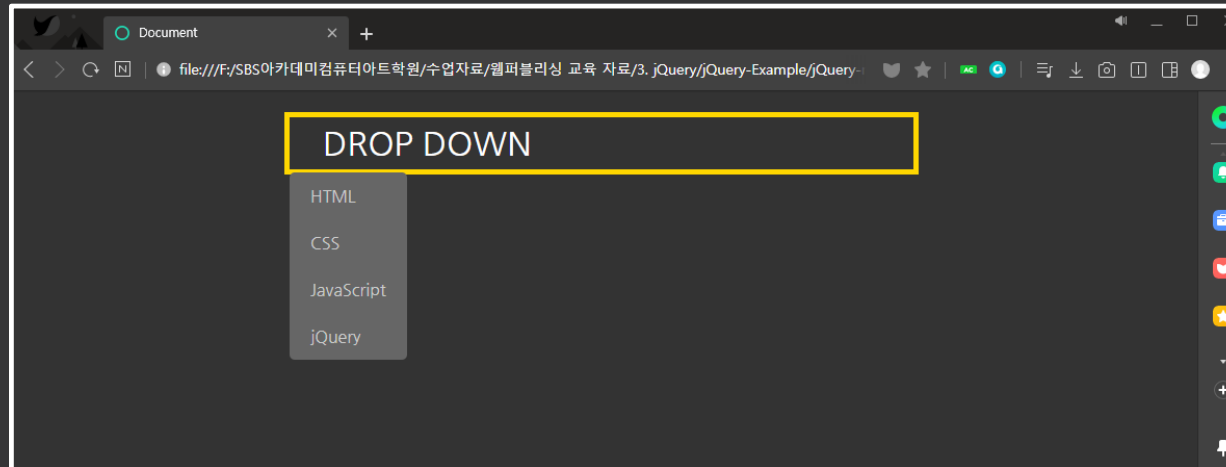 Document
file:///F:/SBS아카데미컴퓨터아트학원/수업자료/웹퍼블리싱 교육 자료/3. jQuery/jQuery-Example/jQuery-
DROP DOWN
HTML
CSS
JavaScript
jQuery